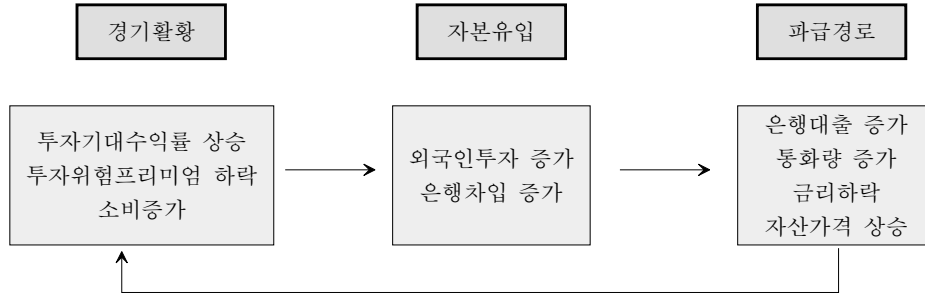 경기활황
자본유입
파급경로
투자기대수익률 상승
투자위험프리미엄 하락
소비증가
외국인투자 증가
은행차입 증가
은행대출 증가
통화량 증가
금리하락
자산가격 상승